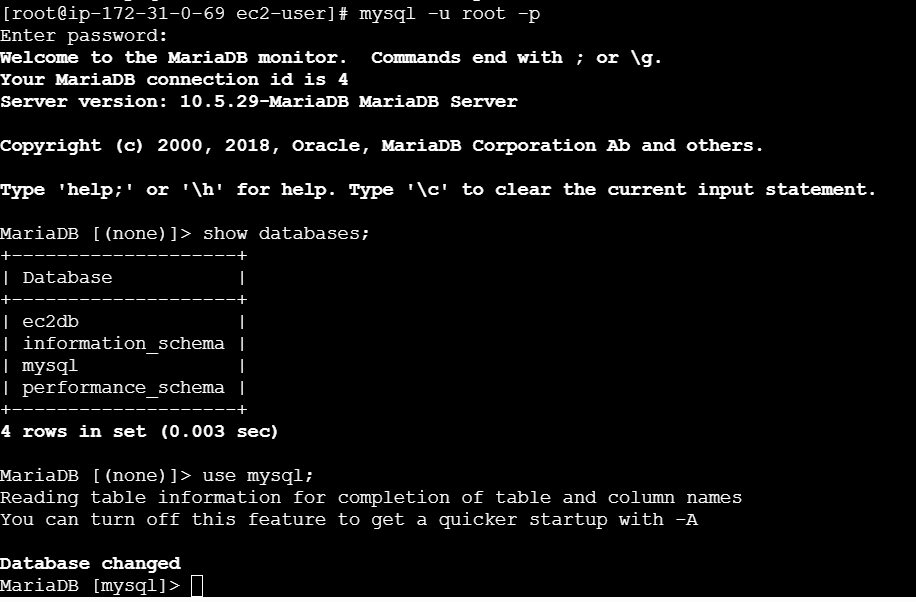 [root@ip-172-31-0-69 ec2-user]# mysql -u root -p
Enter password:
Welcome to the MariaDB monitor.  Commands end with ; or \g.
Your MariaDB connection id is 4
Server version: 10.5.29-MariaDB MariaDB Server
Copyright (c) 2000, 2018, Oracle, MariaDB Corporation Ab and others.
Type 'help;' or '\h' for help. Type '\c' to clear the current input statement.
MariaDB [(none)]> show databases;
+--------------------+
| Database           |
+--------------------+
| ec2db              |
| information_schema |
| mysql              |
| performance_schema |
+--------------------+
4 rows in set (0.003 sec)
MariaDB [(none)]> use mysql;
Reading table information for completion of table and column names
You can turn off this feature to get a quicker startup with -A
Database changed
MariaDB [mysql]>